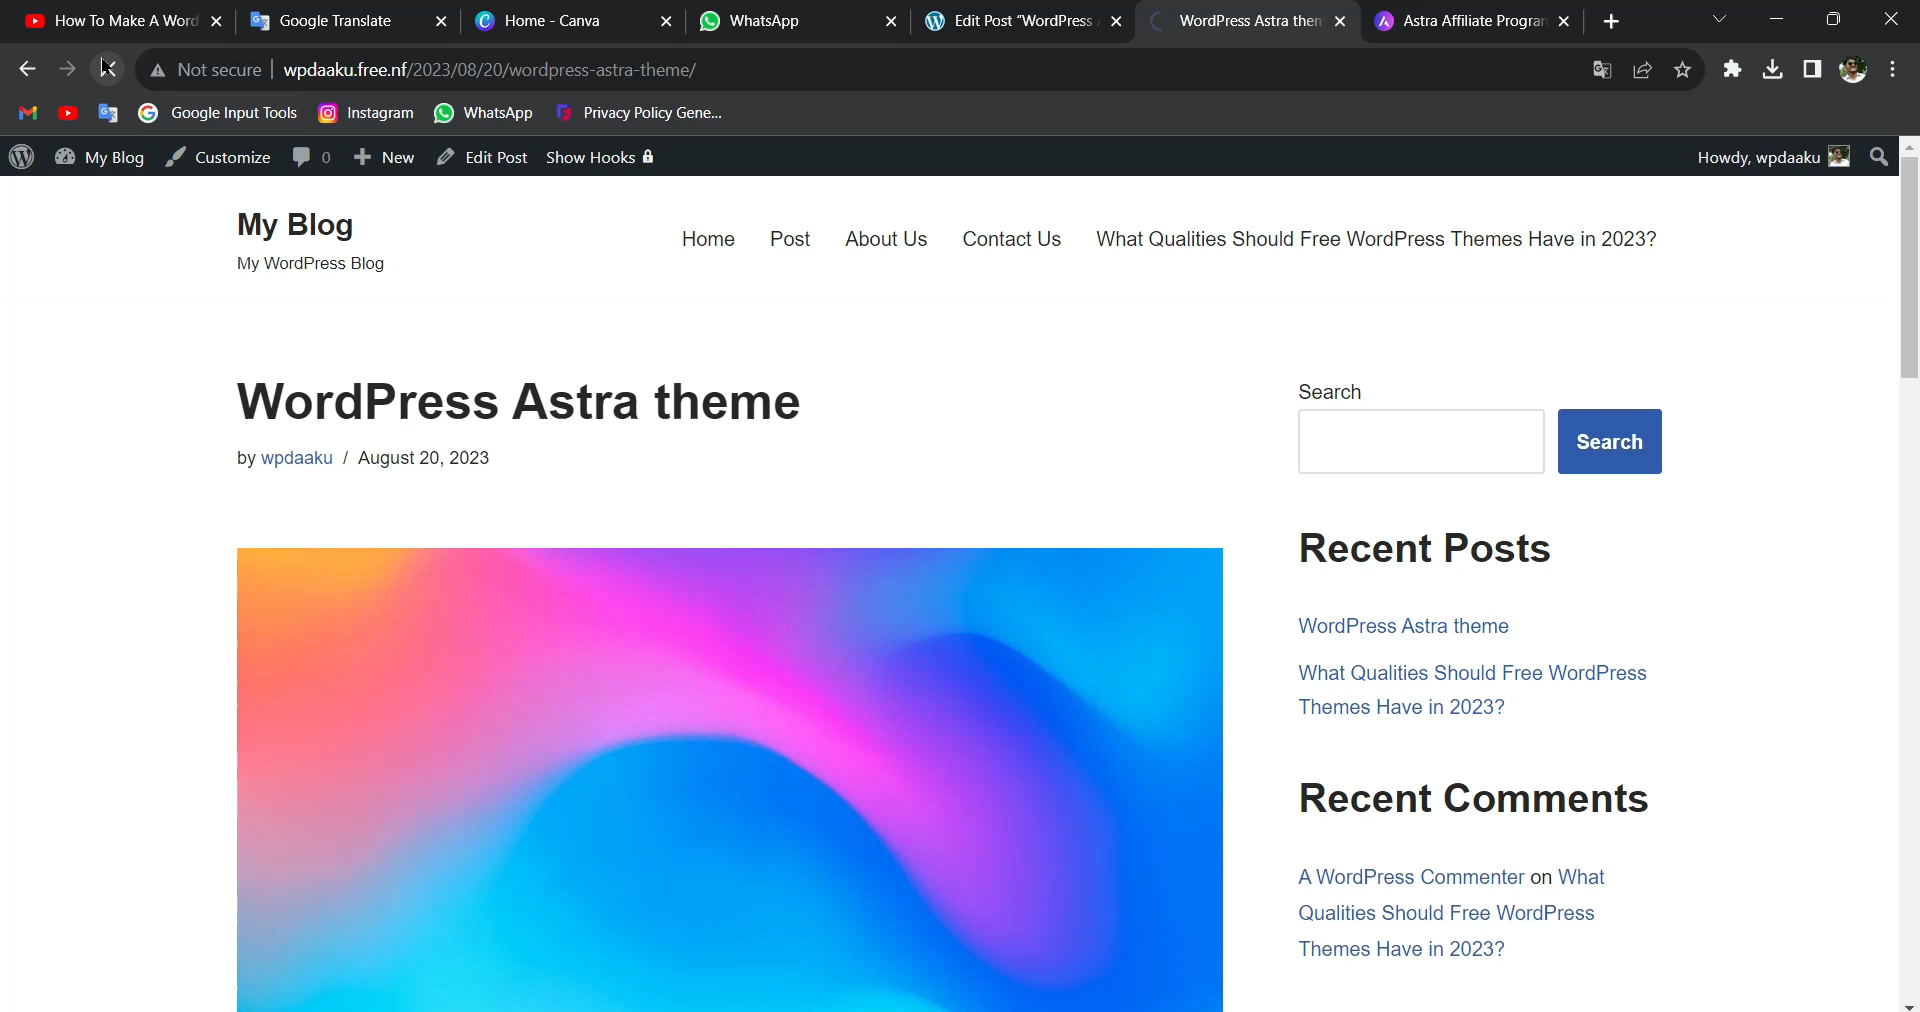 How To Make A Word
Google Translate
Home - Canva
WhatsApp
Edit Post “WordPress
WordPress Astra them
Astra Affiliate Program
Not secure
wpdaaku.free.nf/2023/08/20/wordpress-astra-theme/
Google Input Tools
Instagram
WhatsApp
Privacy Policy Gene...
My Blog
Customize
0
New
Edit Post
Show Hooks
Howdy, wpdaaku
My Blog
My WordPress Blog
Home
Post
About Us
Contact Us
What Qualities Should Free WordPress Themes Have in 2023?
WordPress Astra theme
by wpdaaku / August 20, 2023
Search
Search
Recent Posts
WordPress Astra theme
What Qualities Should Free WordPress
Themes Have in 2023?
Recent Comments
A WordPress Commenter on What
Qualities Should Free WordPress
Themes Have in 2023?